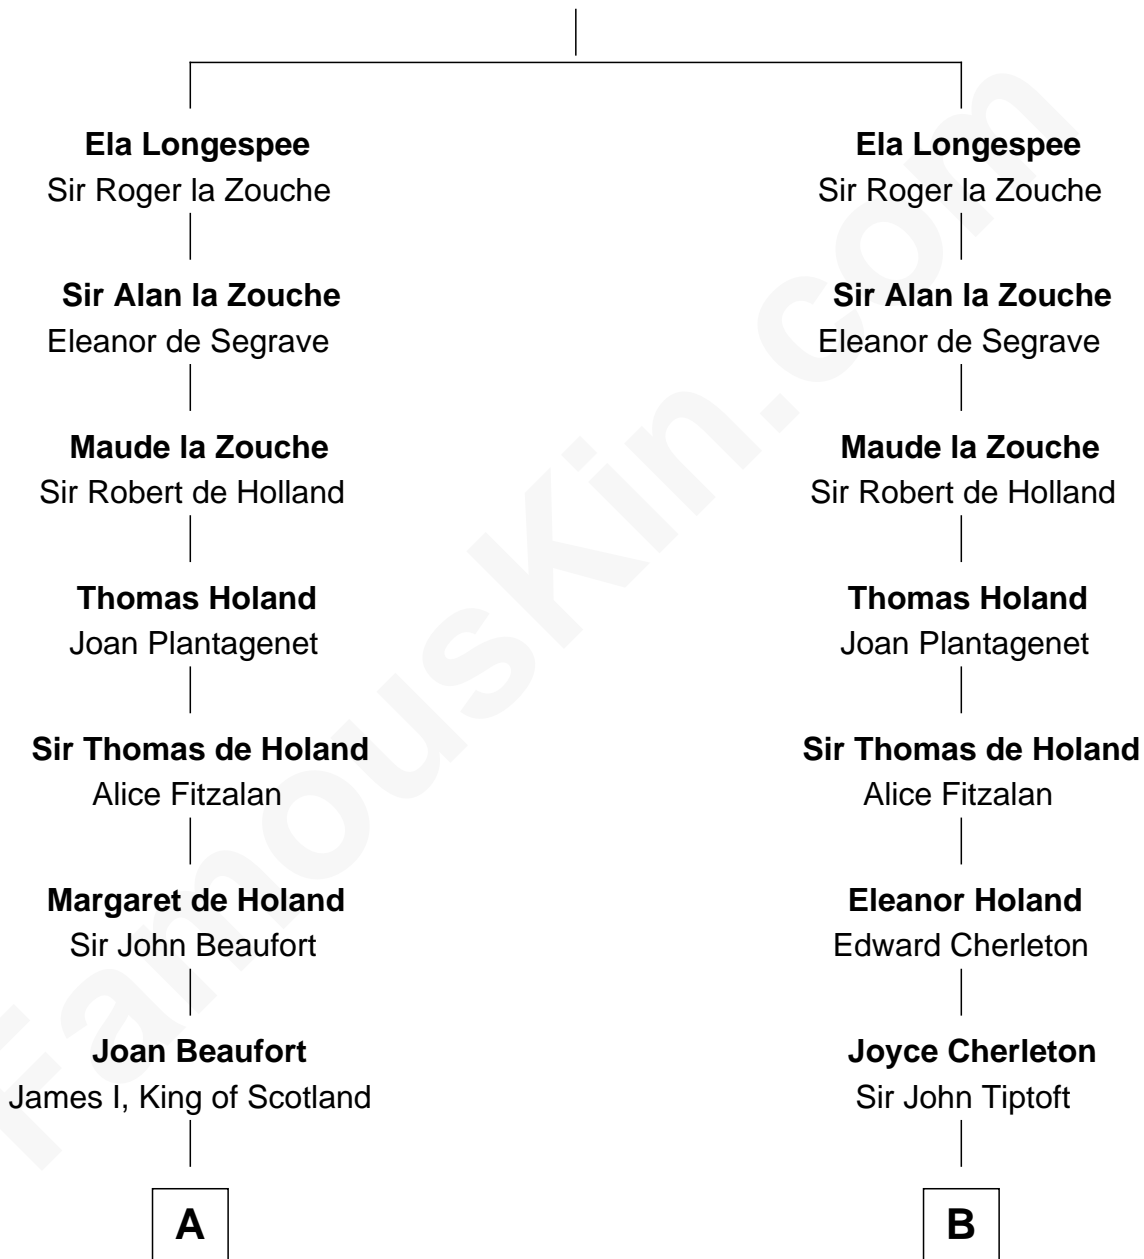 Ela Longespee
Sir Roger la Zouche
Sir Alan la Zouche
Eleanor de Segrave
Maude la Zouche
Sir Robert de Holland
Thomas Holand
Joan Plantagenet
Sir Thomas de Holand
Alice Fitzalan
Margaret de Holand
Sir John Beaufort
Joan Beaufort
James I, King of Scotland
A
Ela Longespee
Sir Roger la Zouche
Sir Alan la Zouche
Eleanor de Segrave
Maude la Zouche
Sir Robert de Holland
Thomas Holand
Joan Plantagenet
Sir Thomas de Holand
Alice Fitzalan
Eleanor Holand
Edward Cherleton
Joyce Cherleton
Sir John Tiptoft
B
FamousKin.com